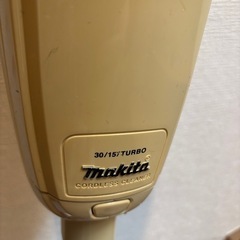 30/15/TURBO
Makita
CORDLESS CLEANER